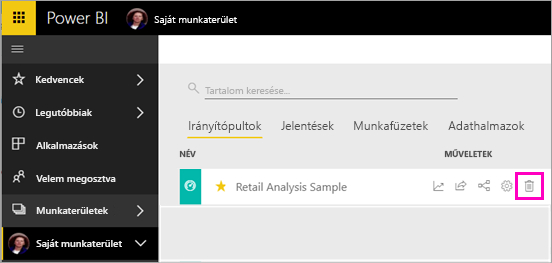 Power BI
Saját munkaterület
Kedvencek
Legutóbbiak
Alkalmazások
Velem megosztva
Munkaterületek
Saját munkaterület
Tartalom keresése...
Irányítópultok Jelentések Munkafüzetek Adathalmazok
NÉV MŰVELETEK
Retail Analysis Sample